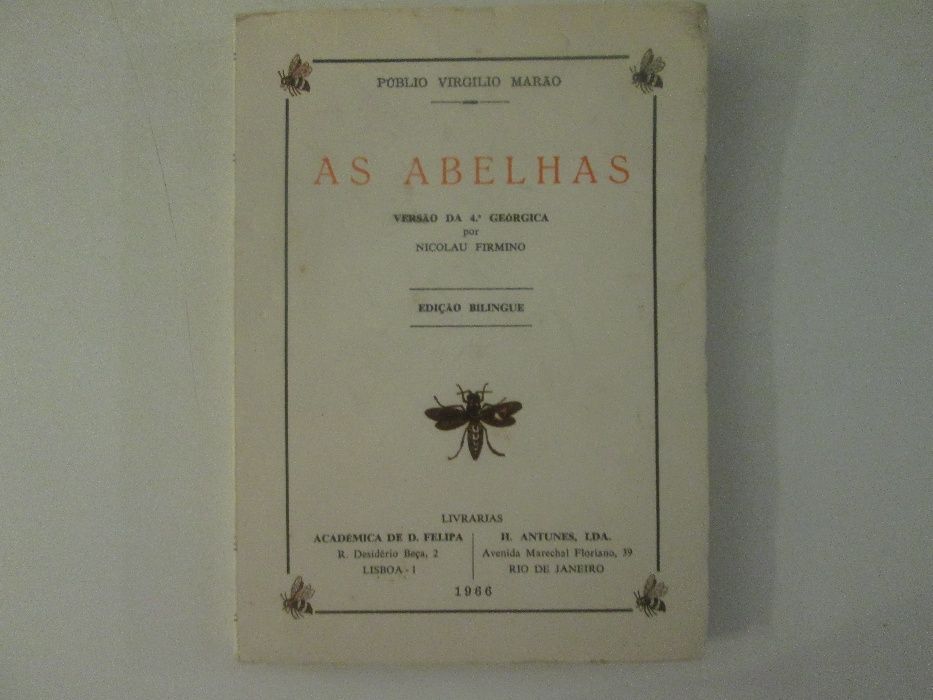 PÚBLIO VIRGILIO MARÃO
AS ABELHAS
VERSÃO DA 4.ª GEÓRGICA
por
NICOLAU FIRMINO
EDIÇÃO BILINGUE
LIVRARIAS
ACADÉMICA DE D. FELIPA
R. Desidério Beça, 2
LISBOA - 1
H. ANTUNES, LDA.
Avenida Marechal Floriano, 39
RIO DE JANEIRO
1966